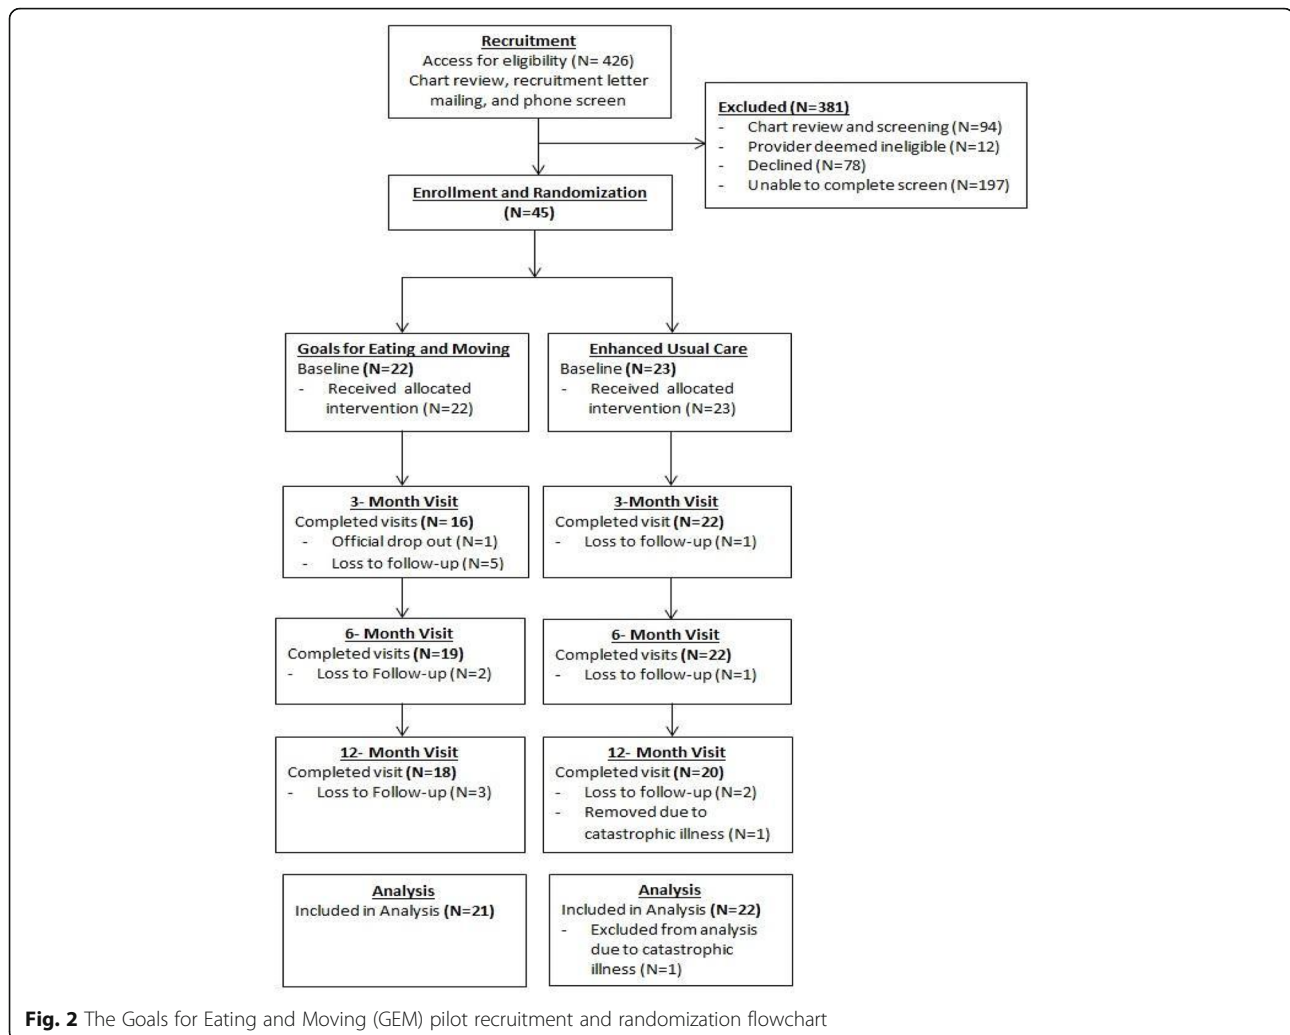 Recruitment
Access for eligibility (N= 426)
Chart review, recruitment letter
mailing, and phone screen
Excluded (N=381)
- Chart review and screening (N=94)
- Provider deemed ineligible (N=12)
- Declined (N=78)
- Unable to complete screen (N=197)
Enrollment and Randomization
(N=45)
Goals for Eating and Moving
Baseline (N=22)
- Received allocated
intervention (N=22)
Enhanced Usual Care
Baseline (N=23)
- Received allocated
intervention (N=23)
3- Month Visit
Completed visits (N= 16)
- Official drop out (N=1)
- Loss to follow-up (N=5)
3-Month Visit
Completed visit (N=22)
- Loss to follow-up (N=1)
6- Month Visit
Completed visits (N=19)
- Loss to Follow-up (N=2)
6- Month Visit
Completed visits (N=22)
- Loss to follow-up (N=1)
12- Month Visit
Completed visit (N=18)
- Loss to Follow-up (N=3)
12- Month Visit
Completed visit (N=20)
- Loss to follow-up (N=2)
- Removed due to
catastrophic illness (N=1)
Analysis
Included in Analysis (N=21)
Analysis
Included in Analysis (N=22)
- Excluded from analysis
due to catastrophic
illness (N=1)
Fig. 2 The Goals for Eating and Moving (GEM) pilot recruitment and randomization flowchart